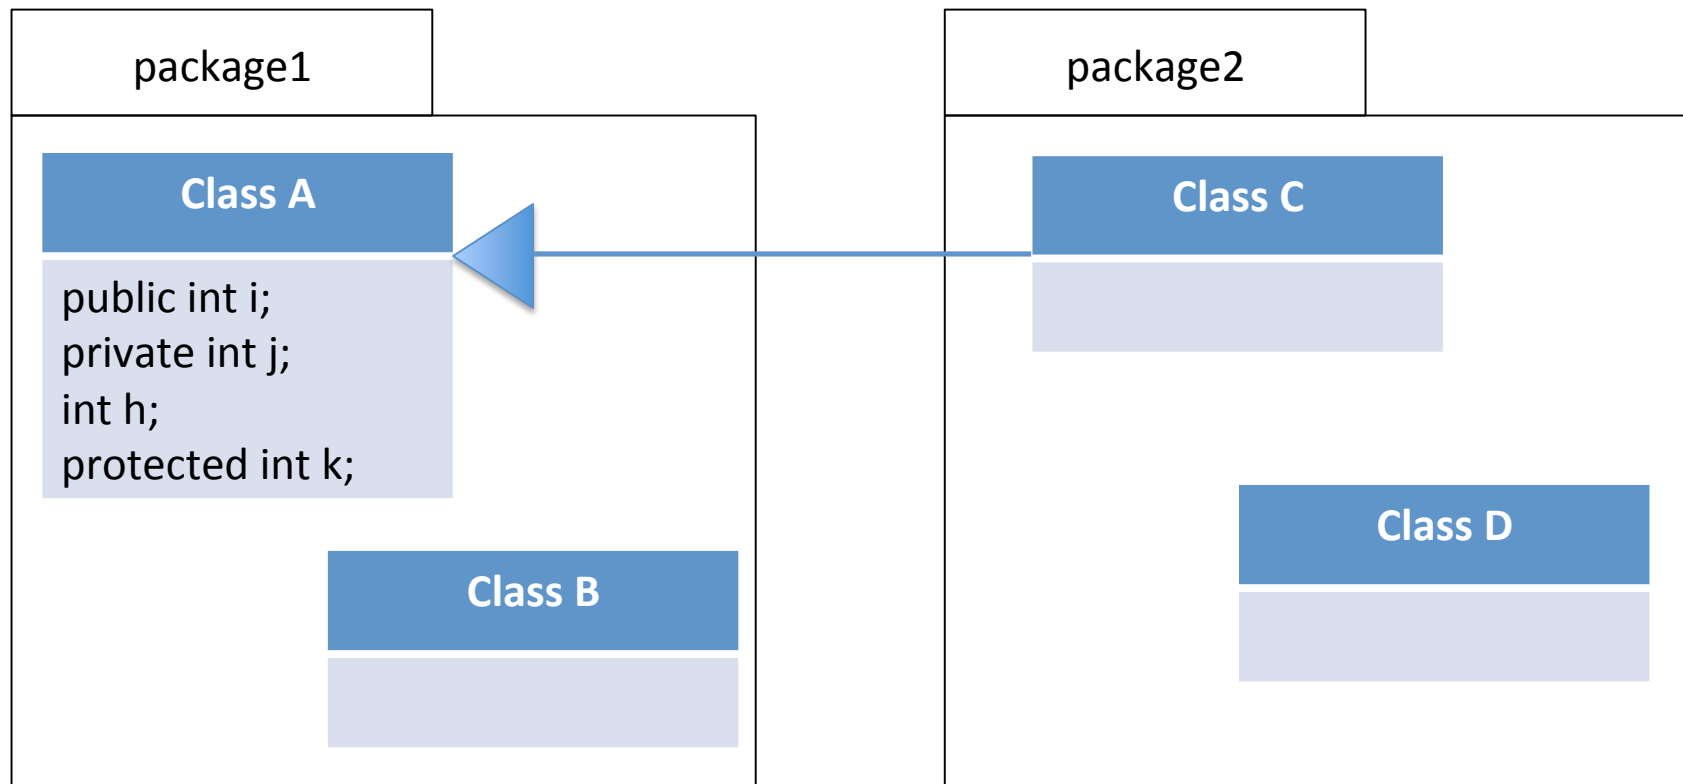 package1
Class A
public int i;
private int j;
int h;
protected int k;
Class B
package2
Class C
Class D